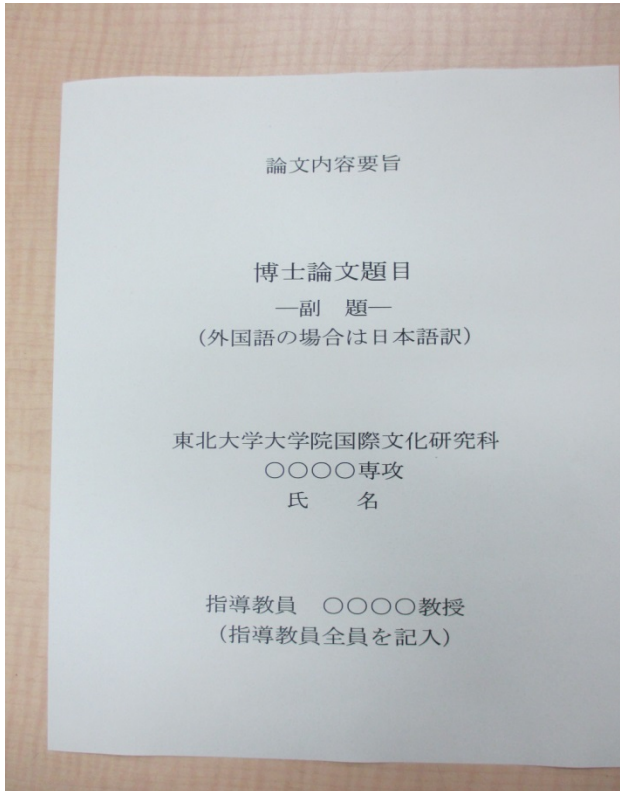 論文内容要旨
博士論文題目
―副　題―
（外国語の場合は日本語訳）
東北大学大学院国際文化研究科
○○○○専攻
氏　　名
指導教員　○○○○教授
（指導教員全員を記入）